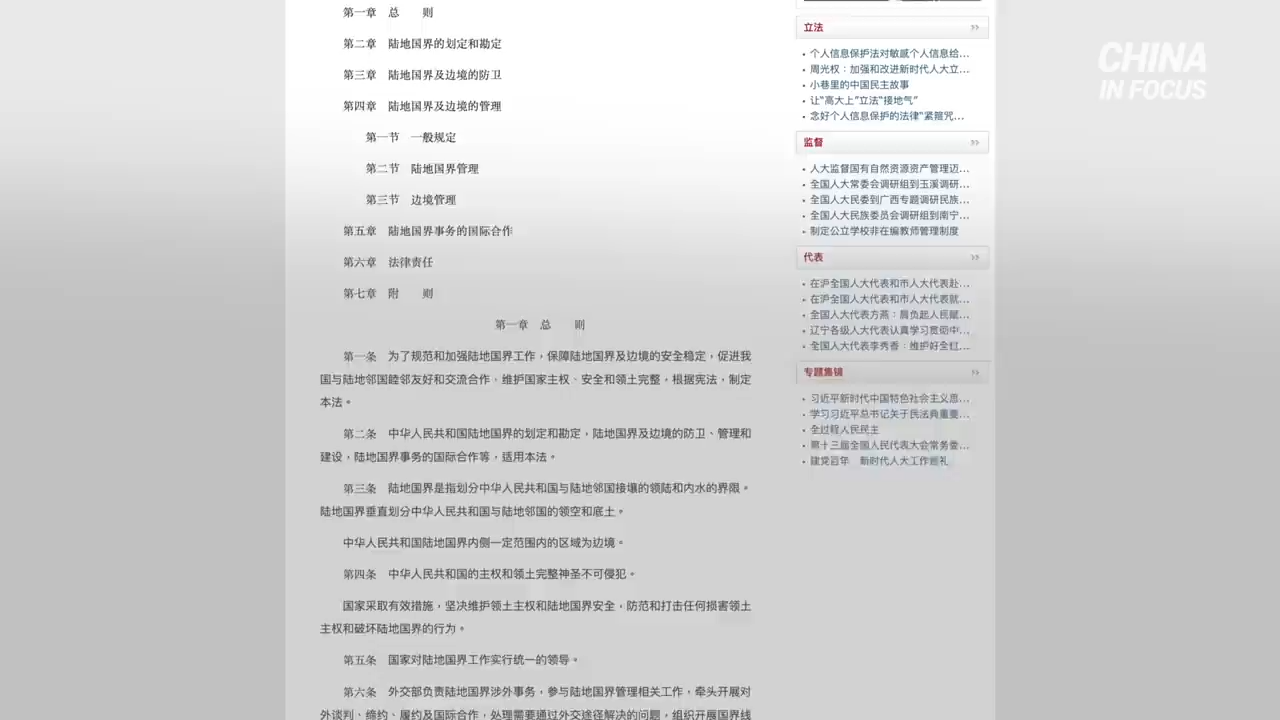 第一章　总　　则
第二章　陆地国界的划定和勘定
第三章　陆地国界及边境的防卫
第四章　陆地国界及边境的管理
第一节　一般规定
第二节　陆地国界管理
第三节　边境管理
第五章　陆地国界事务的国际合作
第六章　法律责任
第七章　附　　则
第一章　总　　则
第一条　为了规范和加强陆地国界工作，保障陆地国界及边境的安全稳定，促进我
国与陆地邻国睦邻友好和交流合作，维护国家主权、安全和领土完整，根据宪法，制定
本法。
第二条　中华人民共和国陆地国界的划定和勘定，陆地国界及边境的防卫、管理和
建设，陆地国界事务的国际合作等，适用本法。
第三条　陆地国界是指划分中华人民共和国与陆地邻国接壤的领陆和内水的界限。
陆地国界垂直划分中华人民共和国与陆地邻国的领空和底土。
中华人民共和国陆地国界内侧一定范围内的区域为边境。
第四条　中华人民共和国的主权和领土完整神圣不可侵犯。
国家采取有效措施，坚决维护领土主权和陆地国界安全，防范和打击任何损害领土
主权和破坏陆地国界的行为。
第五条　国家对陆地国界工作实行统一的领导。
第六条　外交部负责陆地国界涉外事务，参与陆地国界管理相关工作，牵头开展对
外谈判、缔约、履约及国际合作，处理需要通过外交途径解决的问题，组织开展国界线
立法
个人信息保护法对敏感个人信息给...
周光权：加强和改进新时代人大立...
小巷里的中国民主故事
让“高大上”立法“接地气”
念好个人信息保护的法律“紧箍咒...
监督
人大监督国有自然资源资产管理迈...
全国人大常委会调研组到玉溪调研...
全国人大民委到广西专题调研民族...
全国人大民族委员会调研组到南宁...
制定公立学校非在编教师管理制度
代表
在沪全国人大代表和市人大代表赴...
在沪全国人大代表和市人大代表就...
全国人大代表方燕：肩负起人民赋...
辽宁各级人大代表认真学习贯彻中...
全国人大代表李秀香：维护好全红...
专题集锦
习近平新时代中国特色社会主义思...
学习习近平总书记关于民法典重要...
全过程人民民主
第十三届全国人民代表大会常务委...
建党百年　新时代人大工作巡礼
CHINA
IN FOCUS